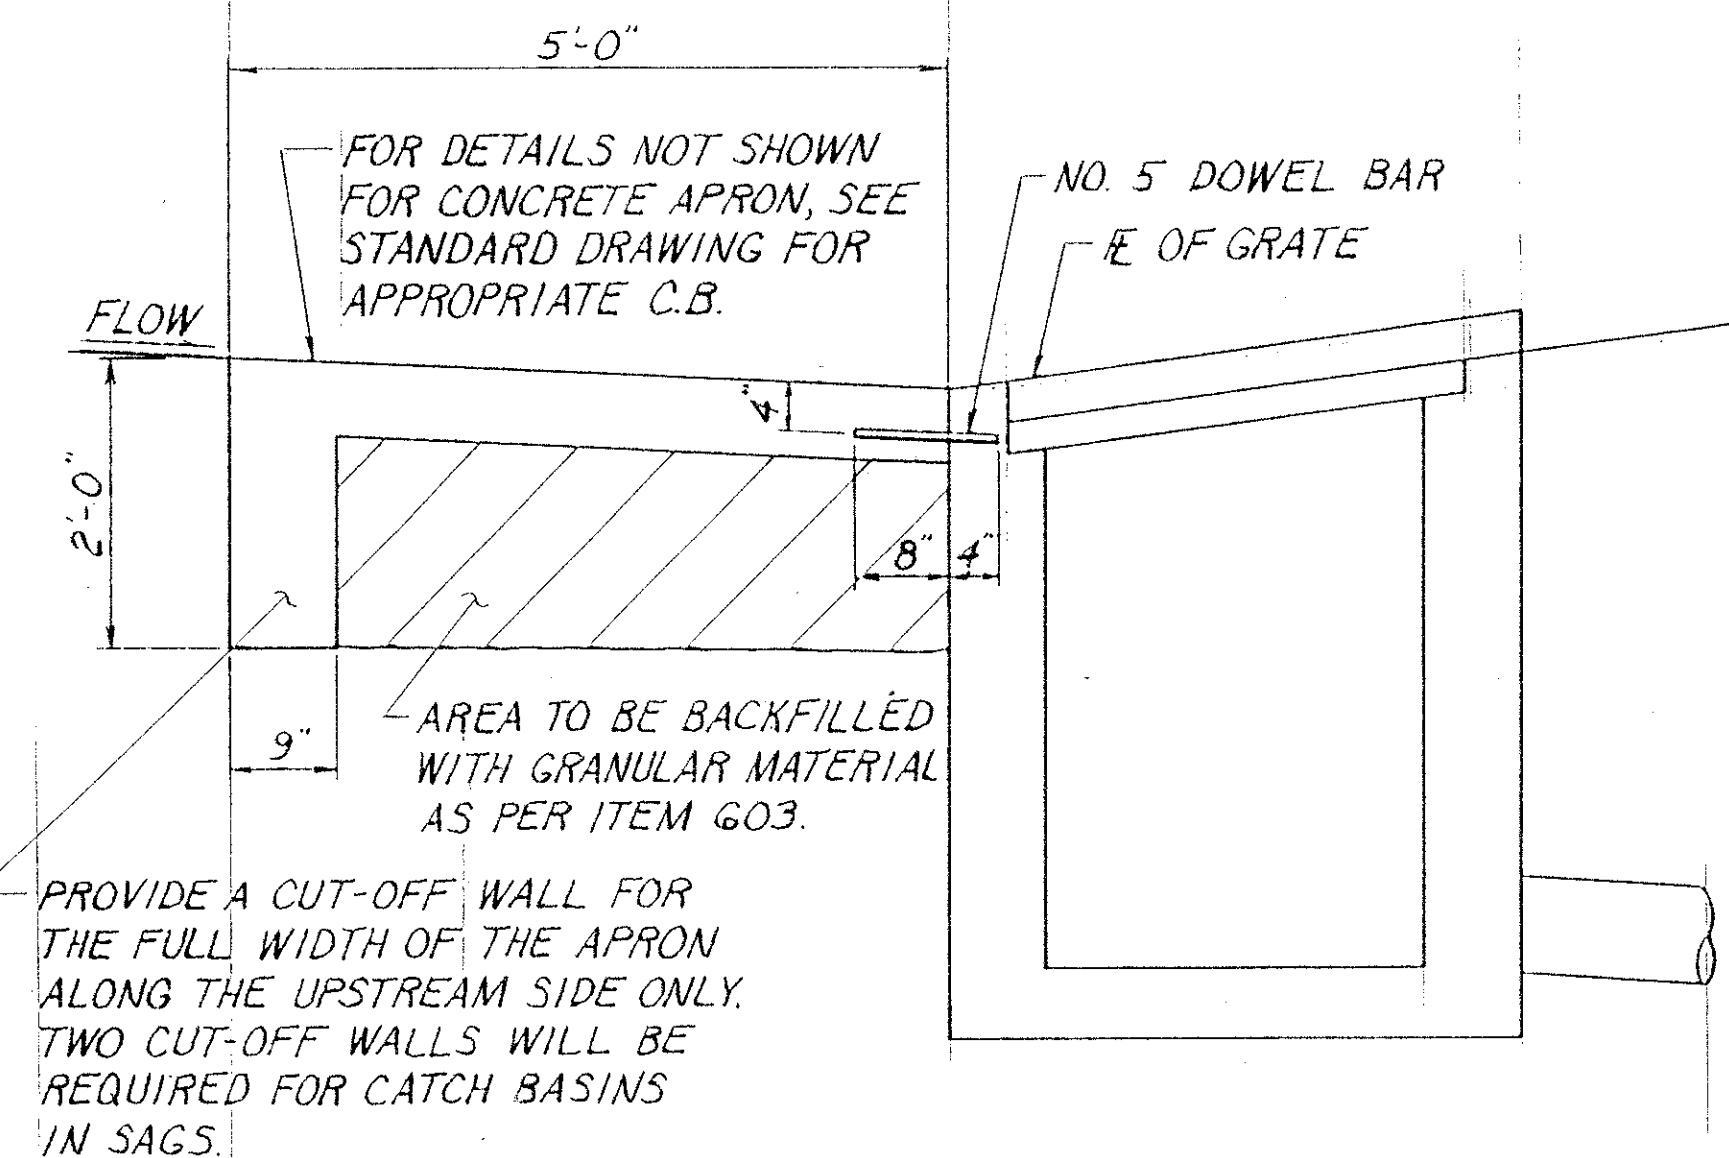 5'-0"
FOR DETAILS NOT SHOWN
FOR CONCRETE APRON, SEE
STANDARD DRAWING FOR
APPROPRIATE C.B.
NO. 5 DOWEL BAR
OF GRATE
FLOW
4"
2'-0"
8" 4"
9"
AREA TO BE BACKFILLED
WITH GRANULAR MATERIAL
AS PER ITEM 603.
PROVIDE A CUT-OFF WALL FOR
THE FULL WIDTH OF THE APRON
ALONG THE UPSTREAM SIDE ONLY.
TWO CUT-OFF WALLS WILL BE
REQUIRED FOR CATCH BASINS
IN SAGS.